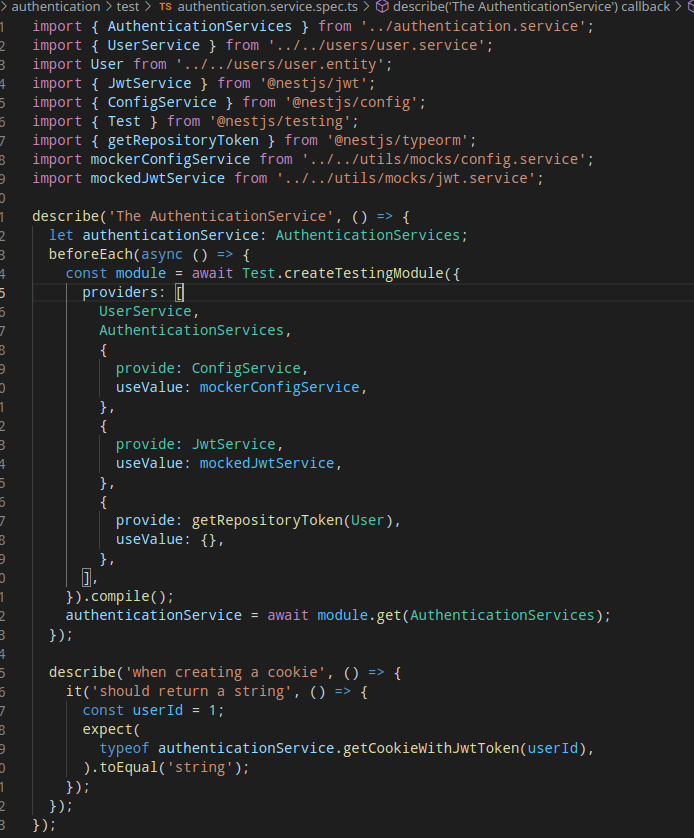 authentication > test > TS authentication.service.spec.ts > describe('The AuthenticationService') callback >
1 import { AuthenticationServices } from '../authentication.service';
2 import { UserService } from '../../users/user.service';
3 import User from '../../users/user.entity';
4 import { JwtService } from '@nestjs/jwt';
5 import { ConfigService } from '@nestjs/config';
6 import { Test } from '@nestjs/testing';
7 import { getRepositoryToken } from '@nestjs/typeorm';
8 import mockerConfigService from '../../utils/mocks/config.service';
9 import mockedJwtService from '../../utils/mocks/jwt.service';
0
1 describe('The AuthenticationService', () => {
2 let authenticationService: AuthenticationServices;
3 beforeEach(async () => {
4 const module = await Test.createTestingModule({
5 providers: [
6 UserService,
7 AuthenticationServices,
8 {
9 provide: ConfigService,
0 useValue: mockerConfigService,
1 },
2 {
3 provide: JwtService,
4 useValue: mockedJwtService,
5 },
6 {
7 provide: getRepositoryToken(User),
8 useValue: {},
9 },
0 ],
1 }).compile();
2 authenticationService = await module.get(AuthenticationServices);
3 });
4
5 describe('when creating a cookie', () => {
6 it('should return a string', () => {
7 const userId = 1;
8 expect(
9 typeof authenticationService.getCookieWithJwtToken(userId),
0 ).toEqual('string');
1 });
2 });
3 });